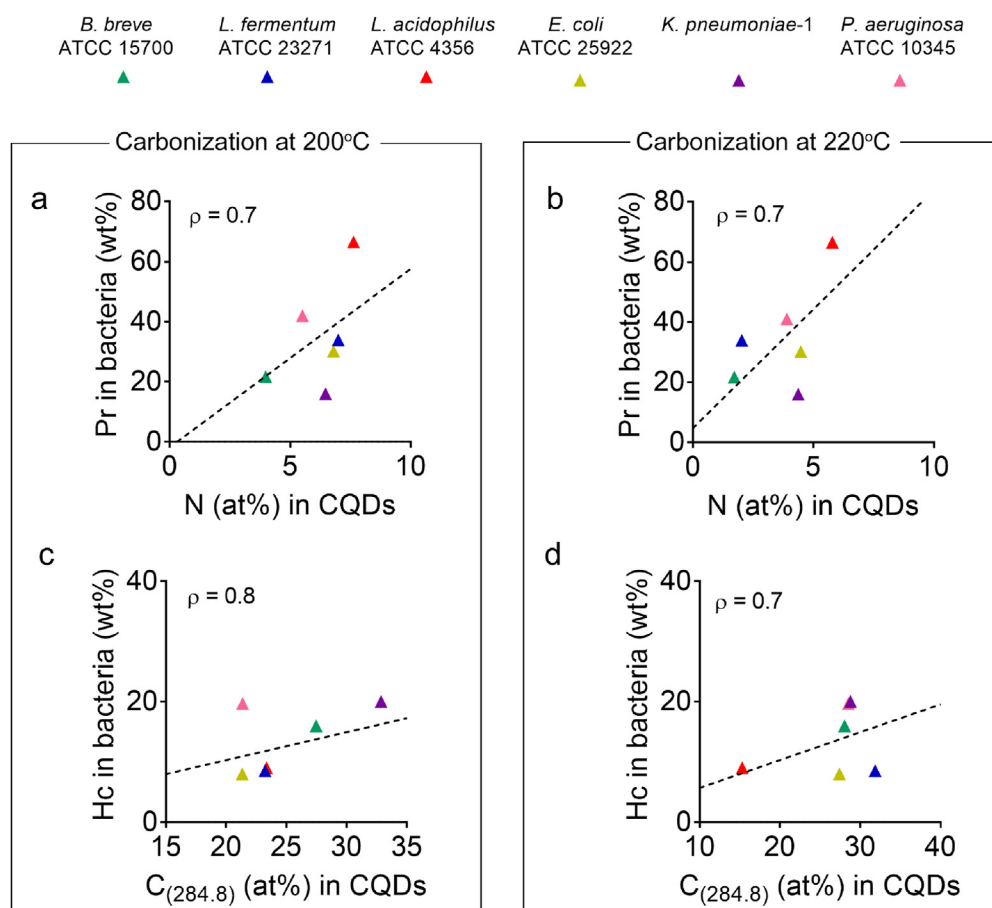 B. breve
ATCC 15700
L. fermentum
ATCC 23271
L. acidophilus
ATCC 4356
E. coli
ATCC 25922
K. pneumoniae-1
P. aeruginosa
ATCC 10345
Carbonization at 200°C
a
Pr in bacteria (wt%)
80
60
40
20
0
ρ = 0.7
0
5
10
N (at%) in CQDs
c
Hc in bacteria (wt%)
40
20
0
ρ = 0.8
15
20
25
30
35
C(284.8) (at%) in CQDs
Carbonization at 220°C
b
Pr in bacteria (wt%)
80
60
40
20
0
ρ = 0.7
0
5
10
N (at%) in CQDs
d
Hc in bacteria (wt%)
40
20
0
ρ = 0.7
10
20
30
40
C(284.8) (at%) in CQDs